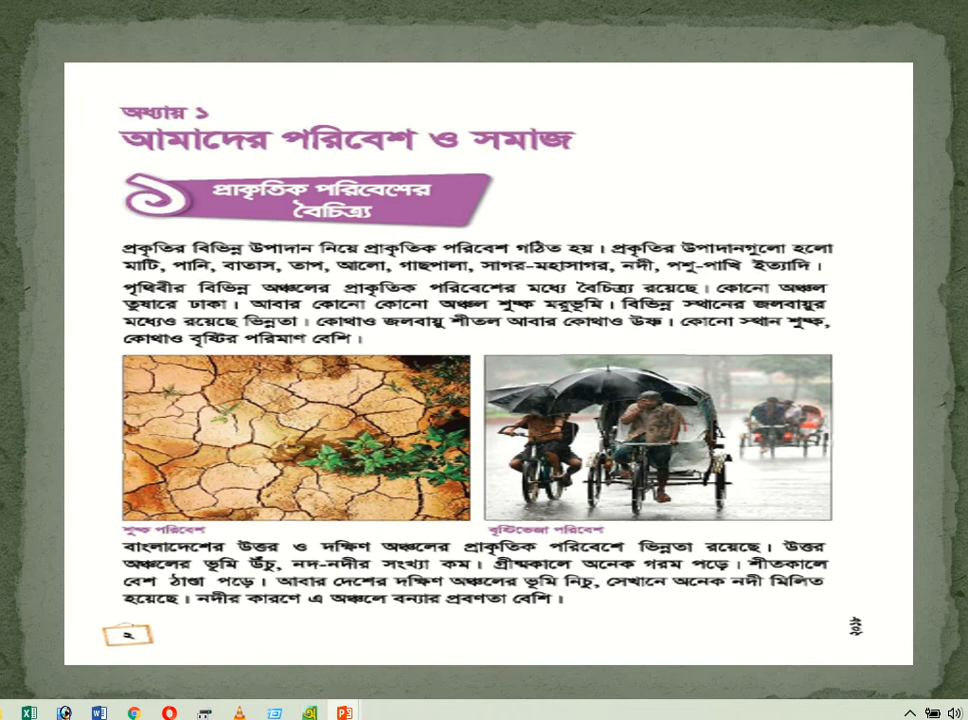 অধ্যায় ১
আমাদের পরিবেশ ও সমাজ
১
প্রাকৃতিক পরিবেশের
বৈচিত্র্য
প্রকৃতির বিভিন্ন উপাদান নিয়ে প্রাকৃতিক পরিবেশ গঠিত হয়। প্রকৃতির উপাদানগুলো হলো
মাটি, পানি, বাতাস, তাপ, আলো, গাছপালা, সাগর-মহাসাগর, নদী, পশু-পাখি ইত্যাদি।
পৃথিবীর বিভিন্ন অঞ্চলের প্রাকৃতিক পরিবেশের মধ্যে বৈচিত্র্য রয়েছে। কোনো অঞ্চল
তুষারে ঢাকা। আবার কোনো কোনো অঞ্চল শুষ্ক মরুভূমি। বিভিন্ন স্থানের জলবায়ুর
মধ্যেও রয়েছে ভিন্নতা। কোথাও জলবায়ু শীতল আবার কোথাও উষ্ণ। কোনো স্থান শুষ্ক,
কোথাও বৃষ্টির পরিমাণ বেশি।
শুষ্ক পরিবেশ
বৃষ্টিভেজা পরিবেশ
বাংলাদেশের উত্তর ও দক্ষিণ অঞ্চলের প্রাকৃতিক পরিবেশে ভিন্নতা রয়েছে। উত্তর
অঞ্চলের ভূমি উঁচু, নদ-নদীর সংখ্যা কম। গ্রীষ্মকালে অনেক গরম পড়ে। শীতকালে
বেশ ঠাণ্ডা পড়ে। আবার দেশের দক্ষিণ অঞ্চলের ভূমি নিচু, সেখানে অনেক নদী মিলিত
হয়েছে। নদীর কারণে এ অঞ্চলে বন্যার প্রবণতা বেশি।
২